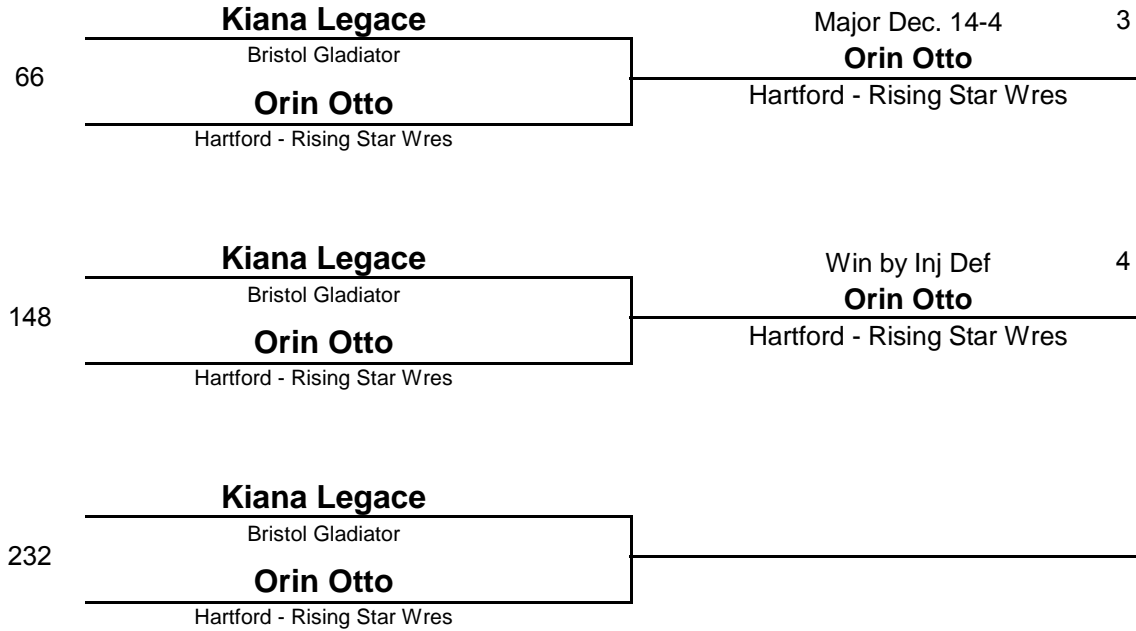 Kiana Legace
Bristol Gladiator
66
Orin Otto
Hartford - Rising Star Wres
Major Dec. 14-4 3
Orin Otto
Hartford - Rising Star Wres
Kiana Legace
Bristol Gladiator
148
Orin Otto
Hartford - Rising Star Wres
Win by Inj Def 4
Orin Otto
Hartford - Rising Star Wres
Kiana Legace
Bristol Gladiator
232
Orin Otto
Hartford - Rising Star Wres